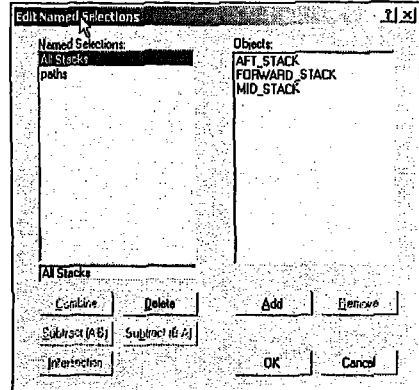 Edit Named Selections
Named Selections:
All Stacks
paths
All Stacks
Objects:
AFT_STACK
FORWARD_STACK
MID_STACK
Combine Delete Add Remove
Subtract (A-B) Subtract (B-A)
Intersection OK Cancel